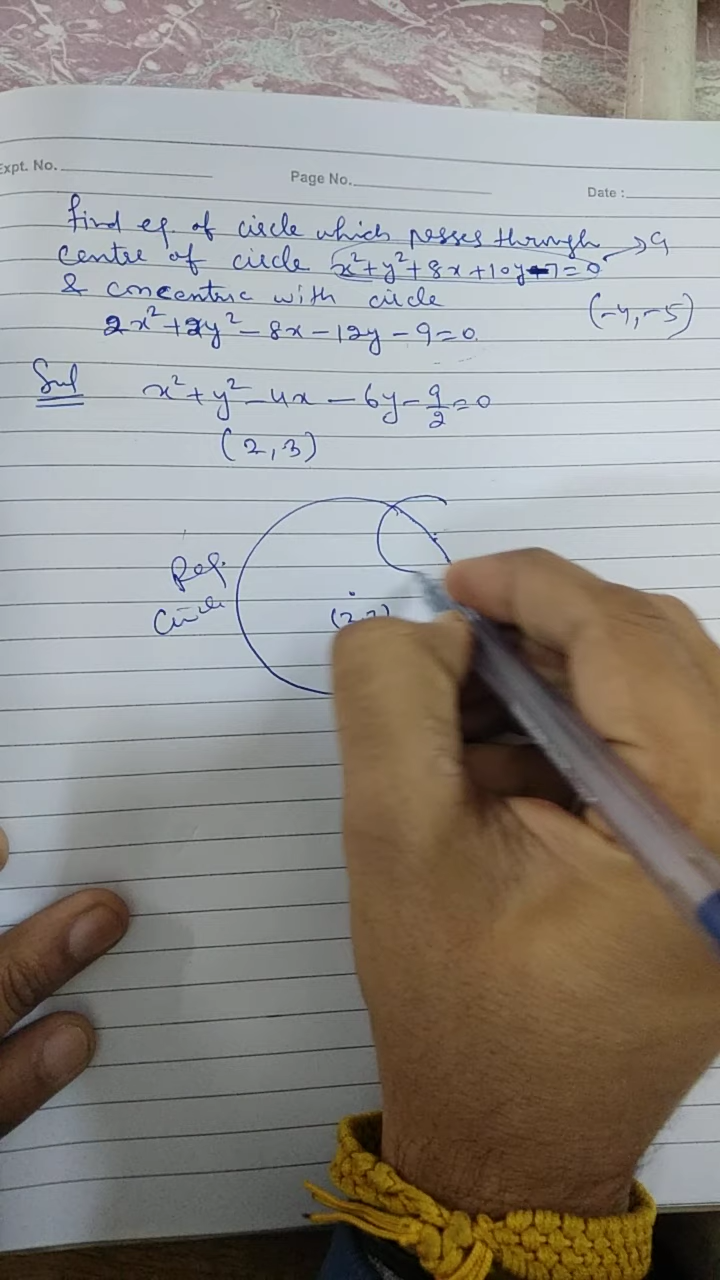 Expt. No.
Page No.
Date :
find eq. of circle which passes through
centre of circle x²+y²+8x+10y-7=0 → C₁
& concentric with circle (-4,-5)
2x²+2y²-8x-12y-9=0
Sol x²+y²-4x-6y-9/2=0
(2,3)
Req.
Circle